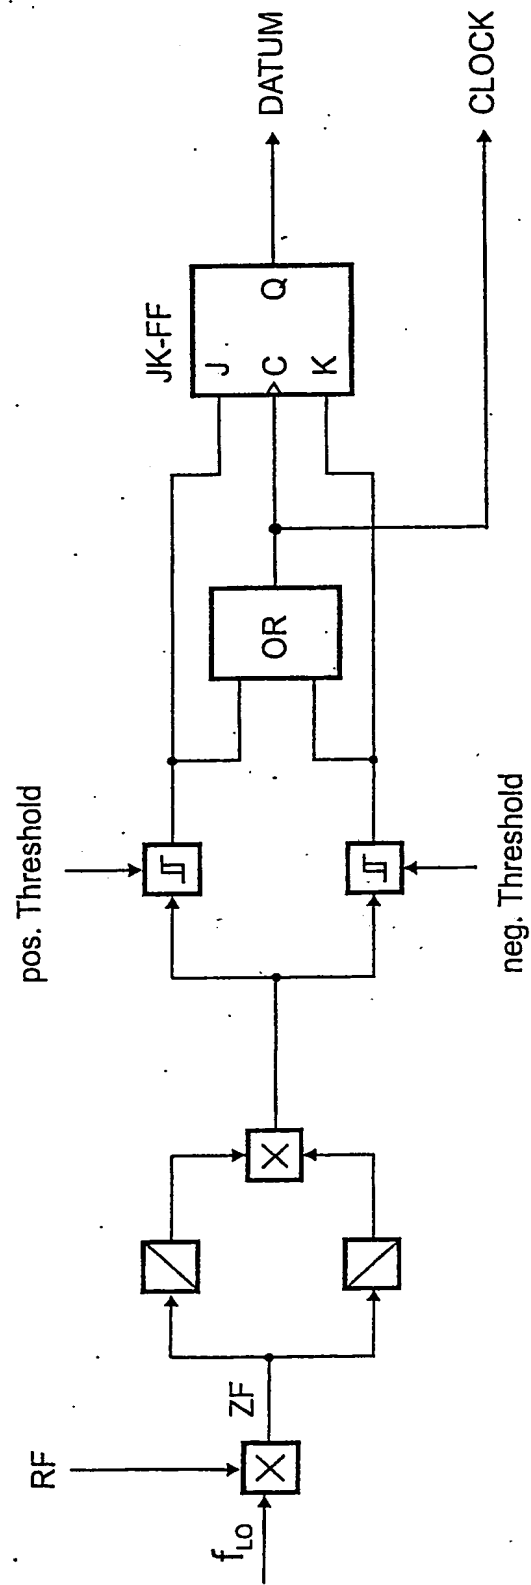 RF
f_LO
ZF
pos. Threshold
neg. Threshold
OR
JK-FF
J
C
K
Q
DATUM
CLOCK